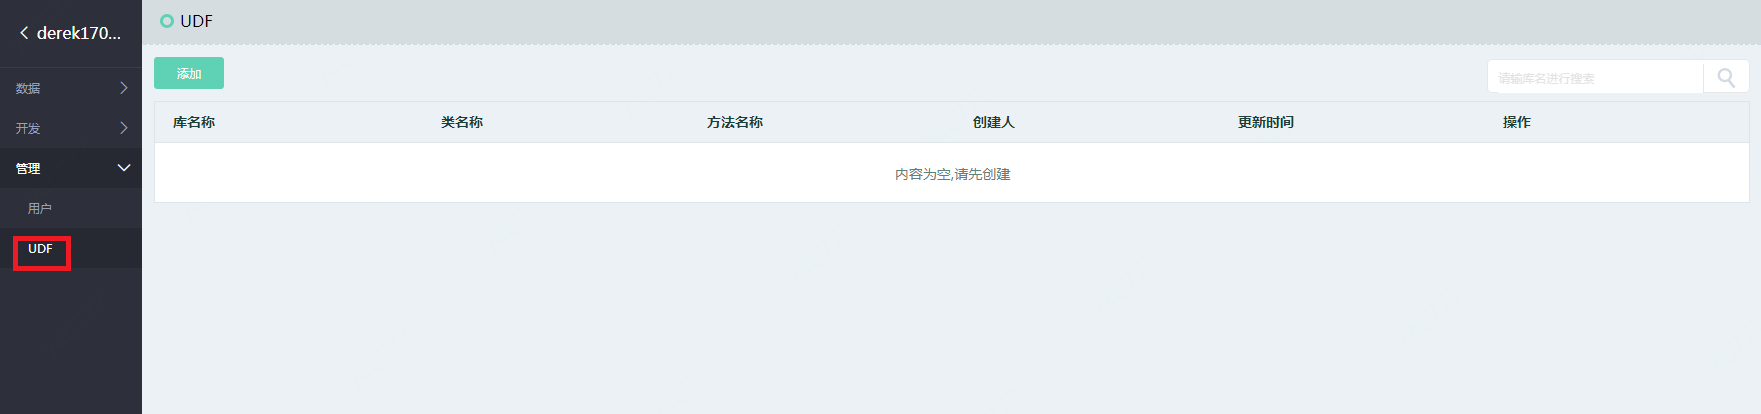 derek170...
数据
开发
管理
用户
UDF
UDF
添加
请输库名进行搜索
库名称 类名称 方法名称 创建人 更新时间 操作
内容为空,请先创建